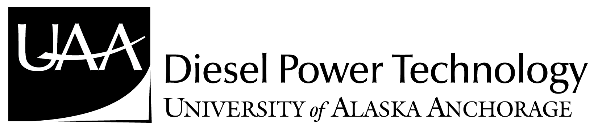 UAA
Diesel Power Technology
UNIVERSITY of ALASKA ANCHORAGE